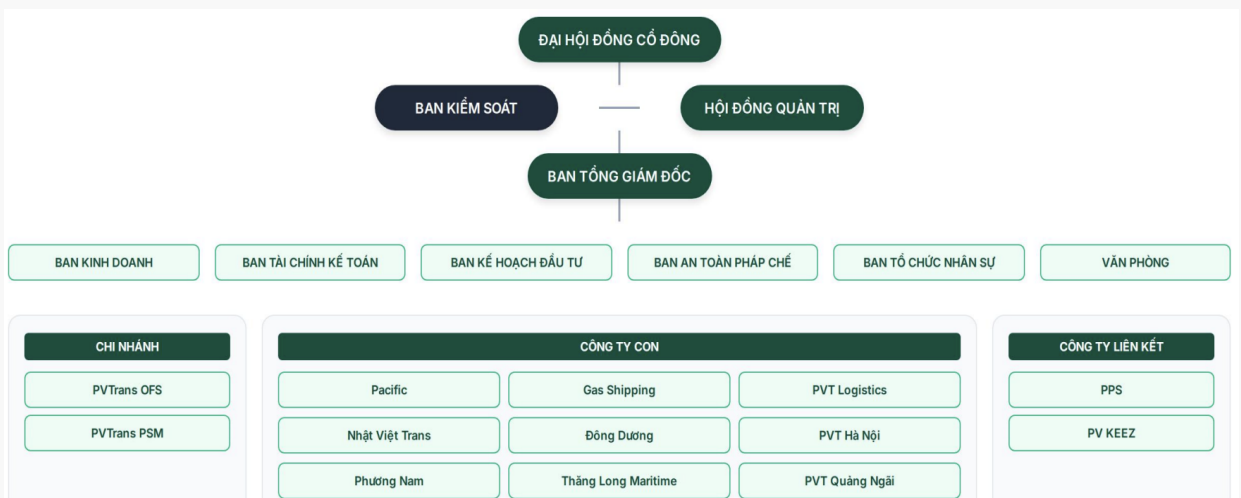 ĐẠI HỘI ĐỒNG CỔ ĐÔNG
BAN KIỂM SOÁT
HỘI ĐỒNG QUẢN TRỊ
BAN TỔNG GIÁM ĐỐC
BAN KINH DOANH
BAN TÀI CHÍNH KẾ TOÁN
BAN KẾ HOẠCH ĐẦU TƯ
BAN AN TOÀN PHÁP CHẾ
BAN TỔ CHỨC NHÂN SỰ
VĂN PHÒNG
CHI NHÁNH
PVTrans OFS
PVTrans PSM
CÔNG TY CON
Pacific
Gas Shipping
PVT Logistics
Nhật Việt Trans
Đông Dương
PVT Hà Nội
Phương Nam
Thăng Long Maritime
PVT Quảng Ngãi
CÔNG TY LIÊN KẾT
PPS
PV KEEZ